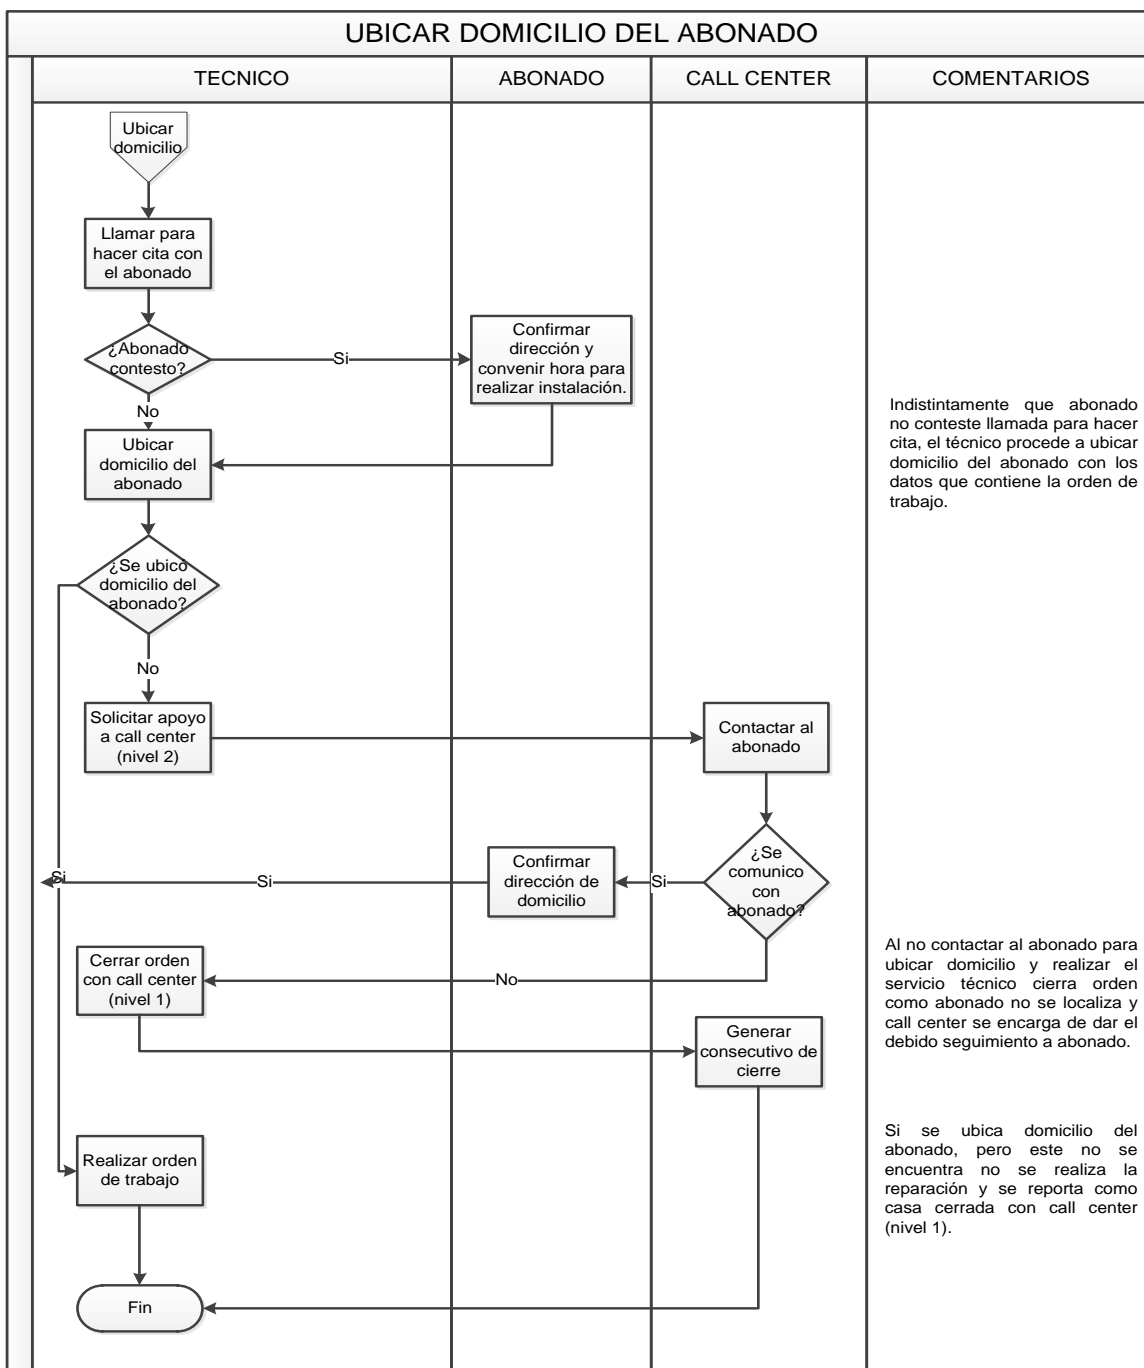 UBICAR DOMICILIO DEL ABONADO
TECNICO
ABONADO
CALL CENTER
COMENTARIOS
Ubicar
domicilio
Llamar para
hacer cita con
el abonado
¿Abonado
contesto?
Si
Confirmar
dirección y
convenir hora para
realizar instalación.
No
Ubicar
domicilio del
abonado
Indistintamente que abonado
no conteste llamada para hacer
cita, el técnico procede a ubicar
domicilio del abonado con los
datos que contiene la orden de
trabajo.
¿Se ubicó
domicilio del
abonado?
No
Solicitar apoyo
a call center
(nivel 2)
Contactar al
abonado
¿Se
comunico
con
abonado?
Si
Confirmar
dirección de
domicilio
Si
Si
Cerrar orden
con call center
(nivel 1)
No
Generar
consecutivo de
cierre
Al no contactar al abonado para
ubicar domicilio y realizar el
servicio técnico cierra orden
como abonado no se localiza y
call center se encarga de dar el
debido seguimiento a abonado.
Realizar orden
de trabajo
Si se ubica domicilio del
abonado, pero este no se
encuentra no se realiza la
reparación y se reporta como
casa cerrada con call center
(nivel 1).
Fin